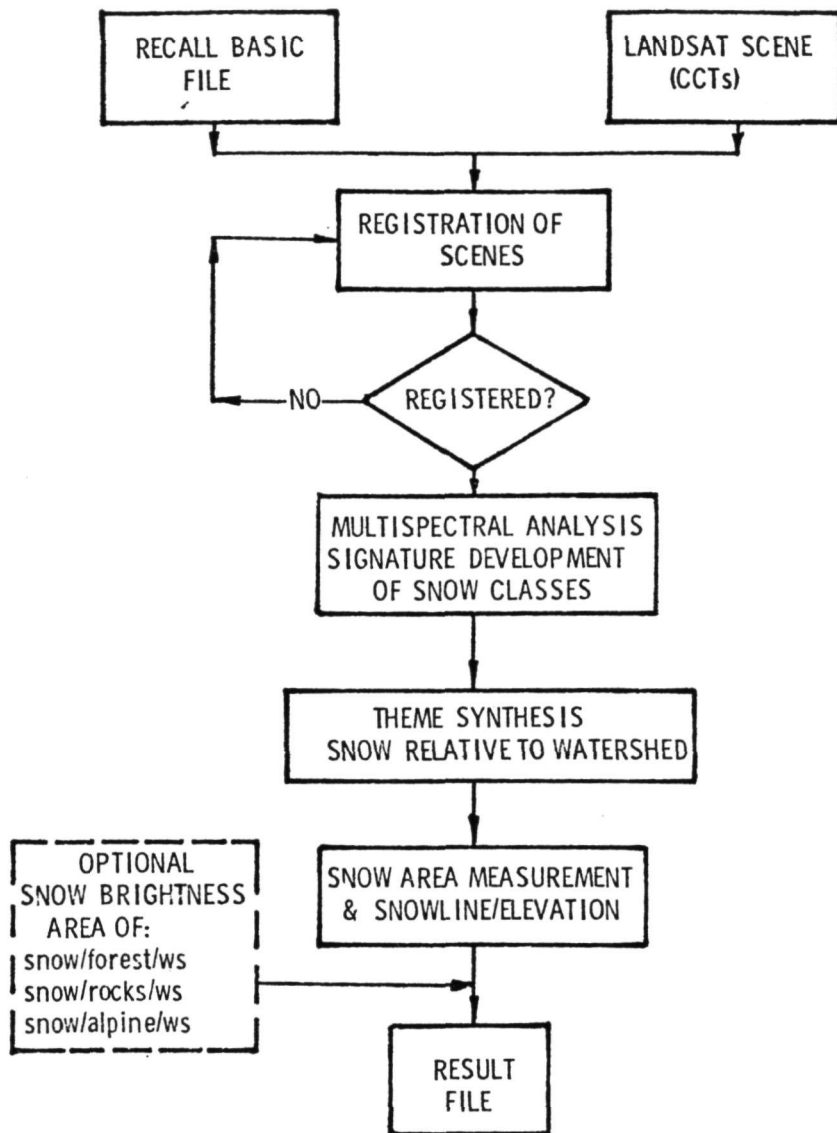 RECALL BASIC
FILE
LANDSAT SCENE
(CCTs)
REGISTRATION OF
SCENES
NO
REGISTERED?
MULTISPECTRAL ANALYSIS
SIGNATURE DEVELOPMENT
OF SNOW CLASSES
THEME SYNTHESIS
SNOW RELATIVE TO WATERSHED
OPTIONAL
SNOW BRIGHTNESS
AREA OF:
snow/forest/ws
snow/rocks/ws
snow/alpine/ws
SNOW AREA MEASUREMENT
& SNOWLINE/ELEVATION
RESULT
FILE